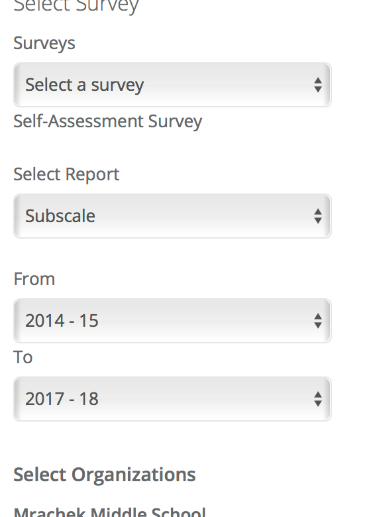 Select Survey
Surveys
Select a survey
Self-Assessment Survey
Select Report
Subscale
From
2014 - 15
To
2017 - 18
Select Organizations
Mrachek Middle School